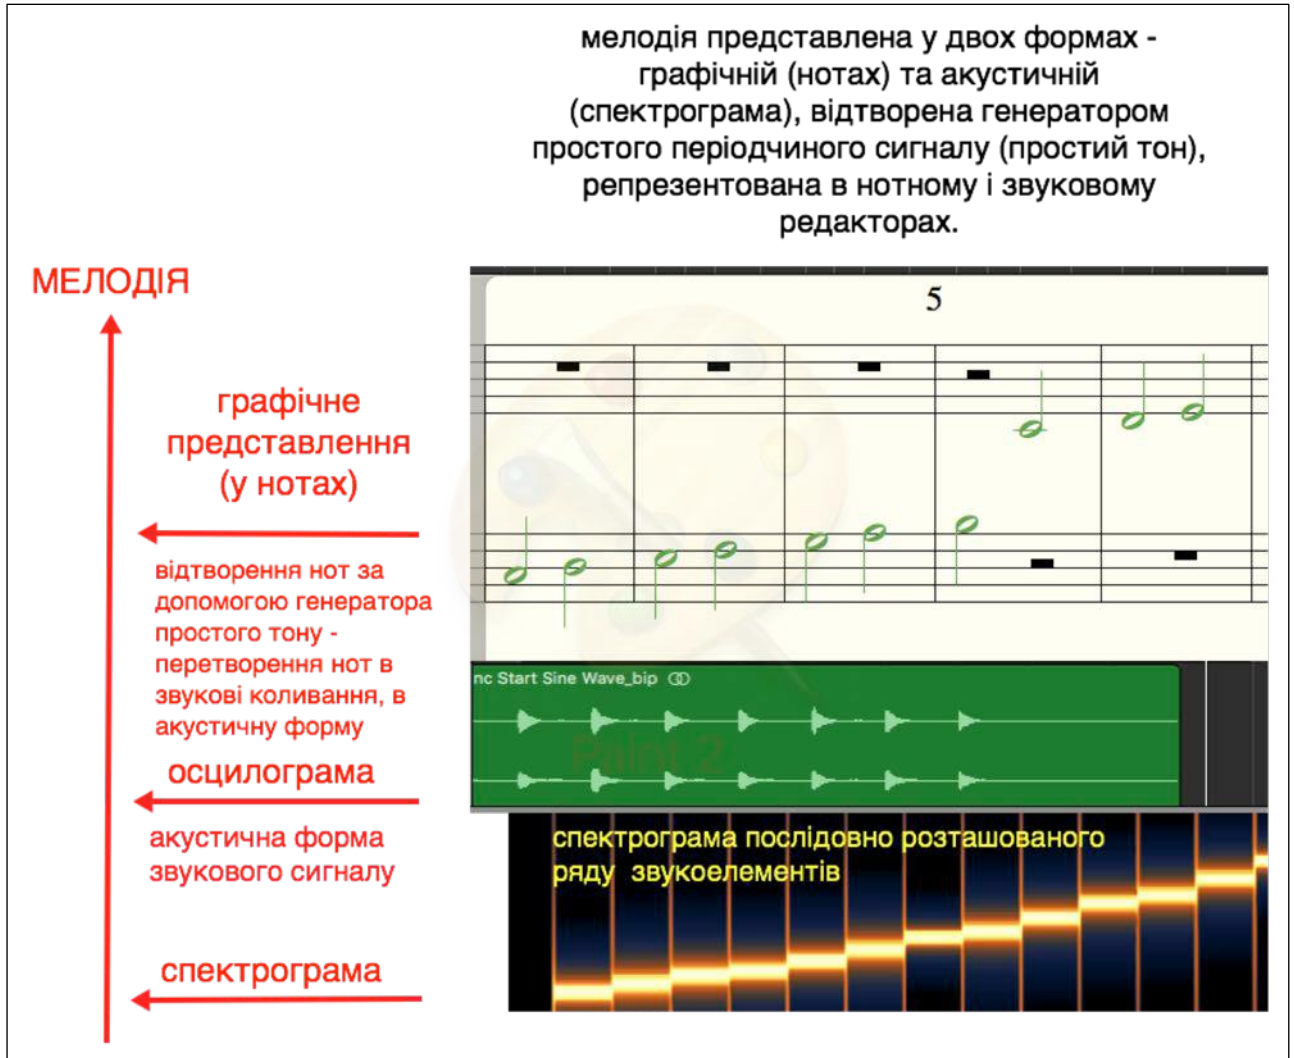 мелодія представлена у двох формах -
графічній (нотах) та акустичній
(спектрограма), відтворена генератором
простого періодчиного сигналу (простий тон),
репрезентована в нотному і звуковому
редакторах.
МЕЛОДІЯ
5
графічне
представлення
(у нотах)
відтворення нот за
допомогою генератора
простого тону -
перетворення нот в
звукові коливання, в
акустичну форму
nc Start Sine Wave_bip
Paint 2
осцилограма
акустична форма
звукового сигналу
спектрограма послідовно розташованого
ряду звукоелементів
спектрограма